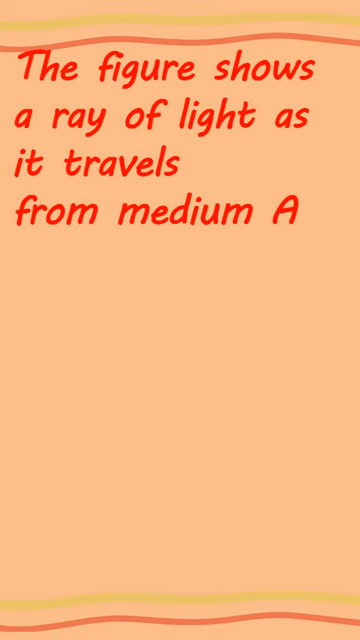 The figure shows
a ray of light as
it travels
from medium A